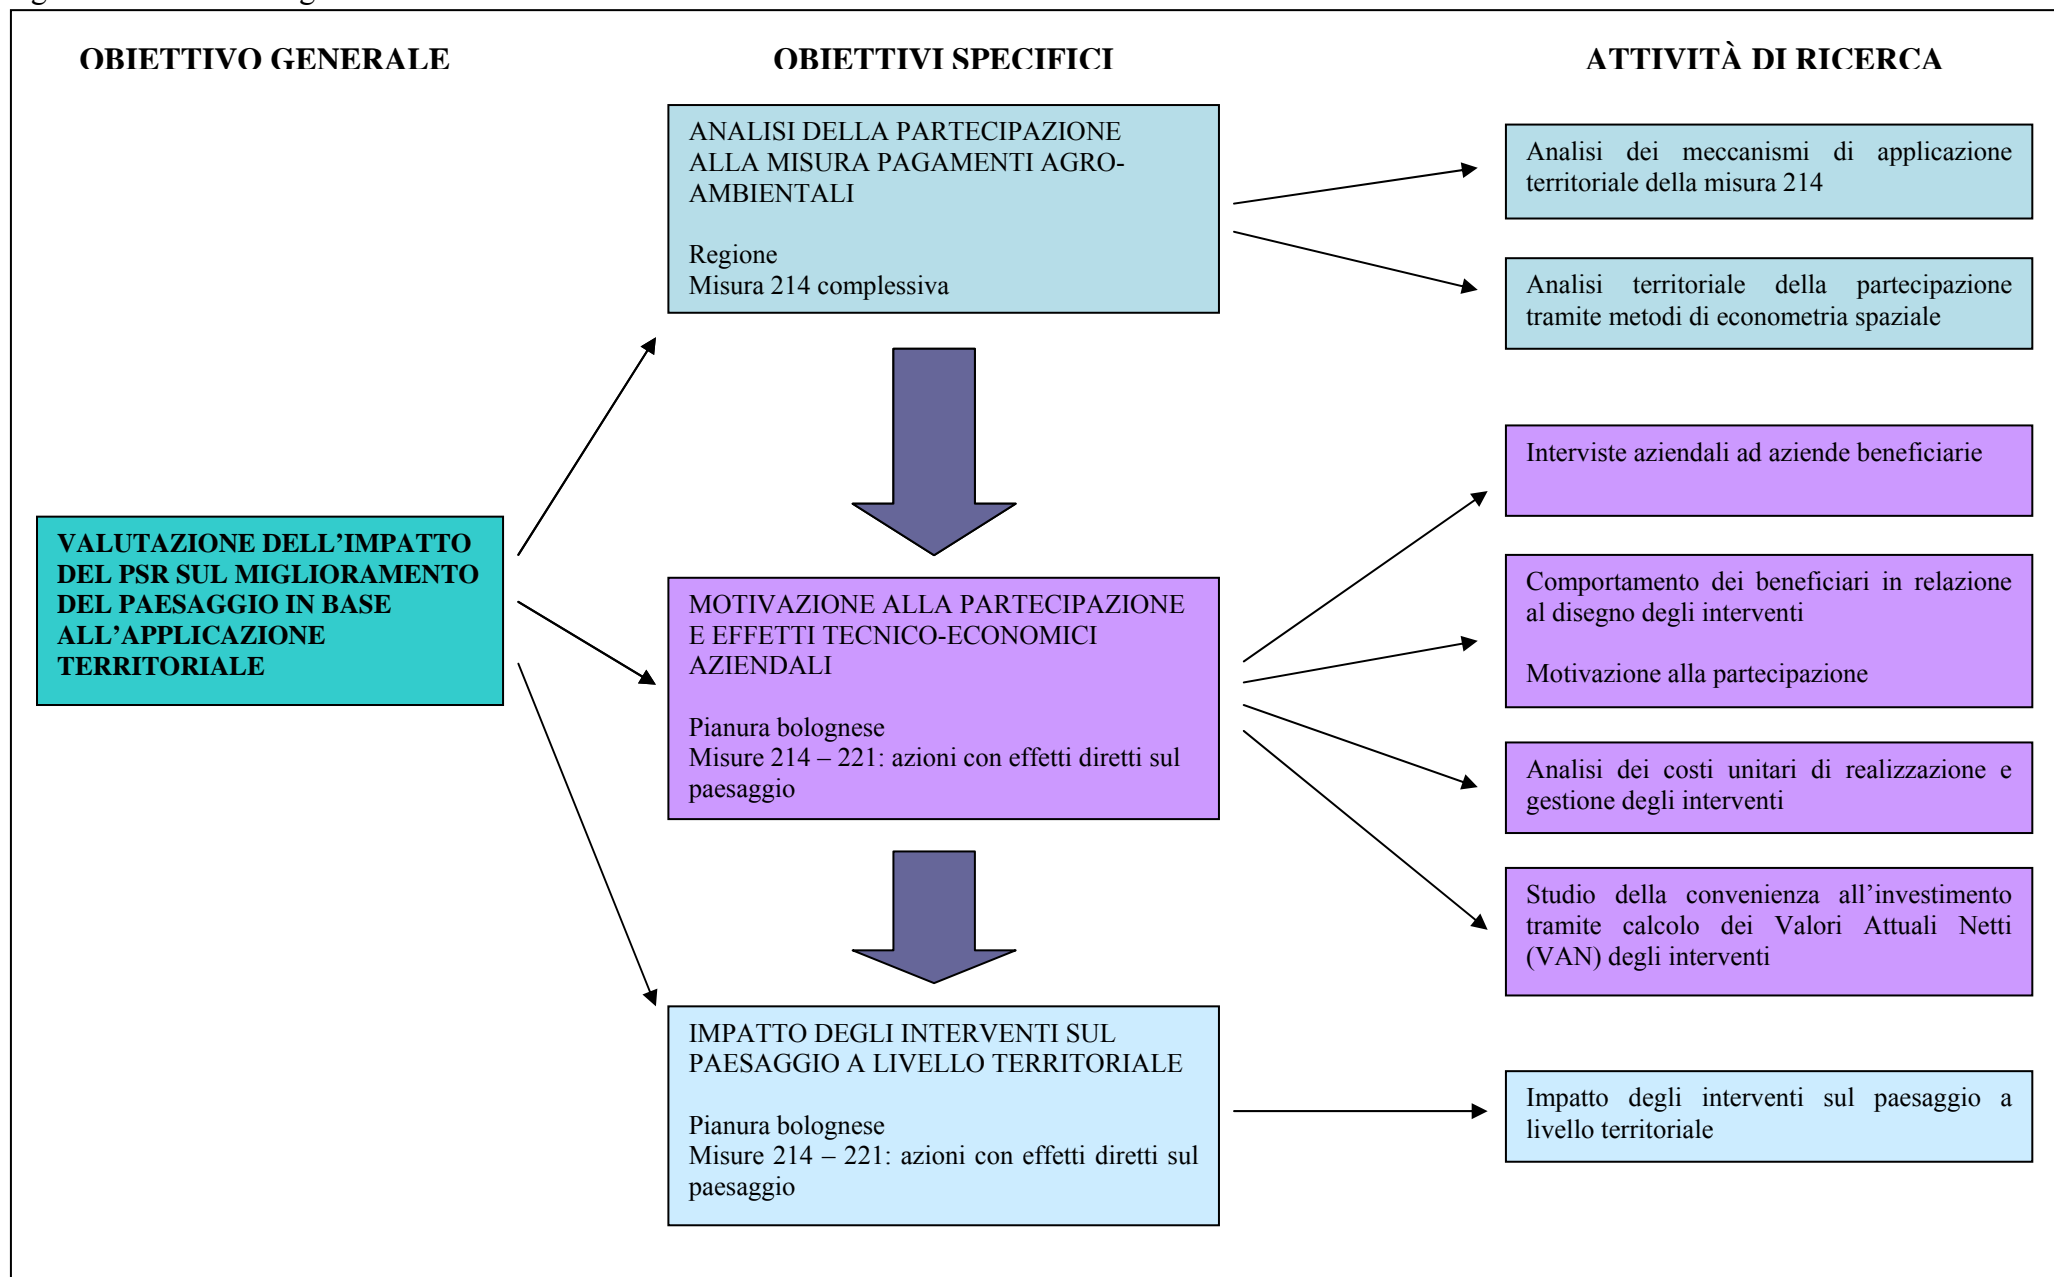 OBIETTIVO GENERALE
OBIETTIVI SPECIFICI
ATTIVITÀ DI RICERCA
VALUTAZIONE DELL’IMPATTO
DEL PSR SUL MIGLIORAMENTO
DEL PAESAGGIO IN BASE
ALL’APPLICAZIONE
TERRITORIALE
ANALISI DELLA PARTECIPAZIONE
ALLA MISURA PAGAMENTI AGRO-
AMBIENTALI
Regione
Misura 214 complessiva
MOTIVAZIONE ALLA PARTECIPAZIONE
E EFFETTI TECNICO-ECONOMICI
AZIENDALI
Pianura bolognese
Misure 214 – 221: azioni con effetti diretti sul
paesaggio
IMPATTO DEGLI INTERVENTI SUL
PAESAGGIO A LIVELLO TERRITORIALE
Pianura bolognese
Misure 214 – 221: azioni con effetti diretti sul
paesaggio
Analisi dei meccanismi di applicazione
territoriale della misura 214
Analisi territoriale della partecipazione
tramite metodi di econometria spaziale
Interviste aziendali ad aziende beneficiarie
Comportamento dei beneficiari in relazione
al disegno degli interventi
Motivazione alla partecipazione
Analisi dei costi unitari di realizzazione e
gestione degli interventi
Studio della convenienza all’investimento
tramite calcolo dei Valori Attuali Netti
(VAN) degli interventi
Impatto degli interventi sul paesaggio a
livello territoriale